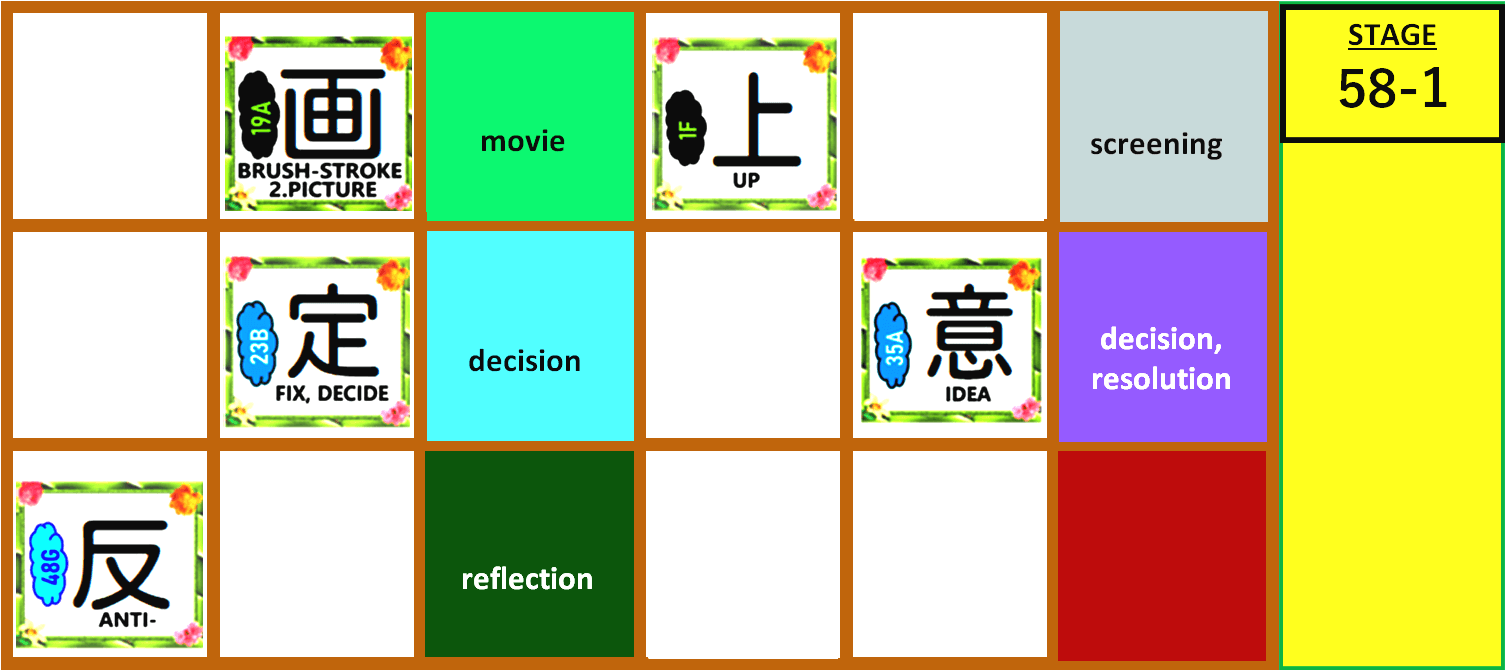 19A
画
BRUSH-STROKE
2.PICTURE
movie
1F
上
UP
screening
STAGE
58-1
23B
定
FIX, DECIDE
decision
35A
意
IDEA
decision,
resolution
48G
反
ANTI-
reflection